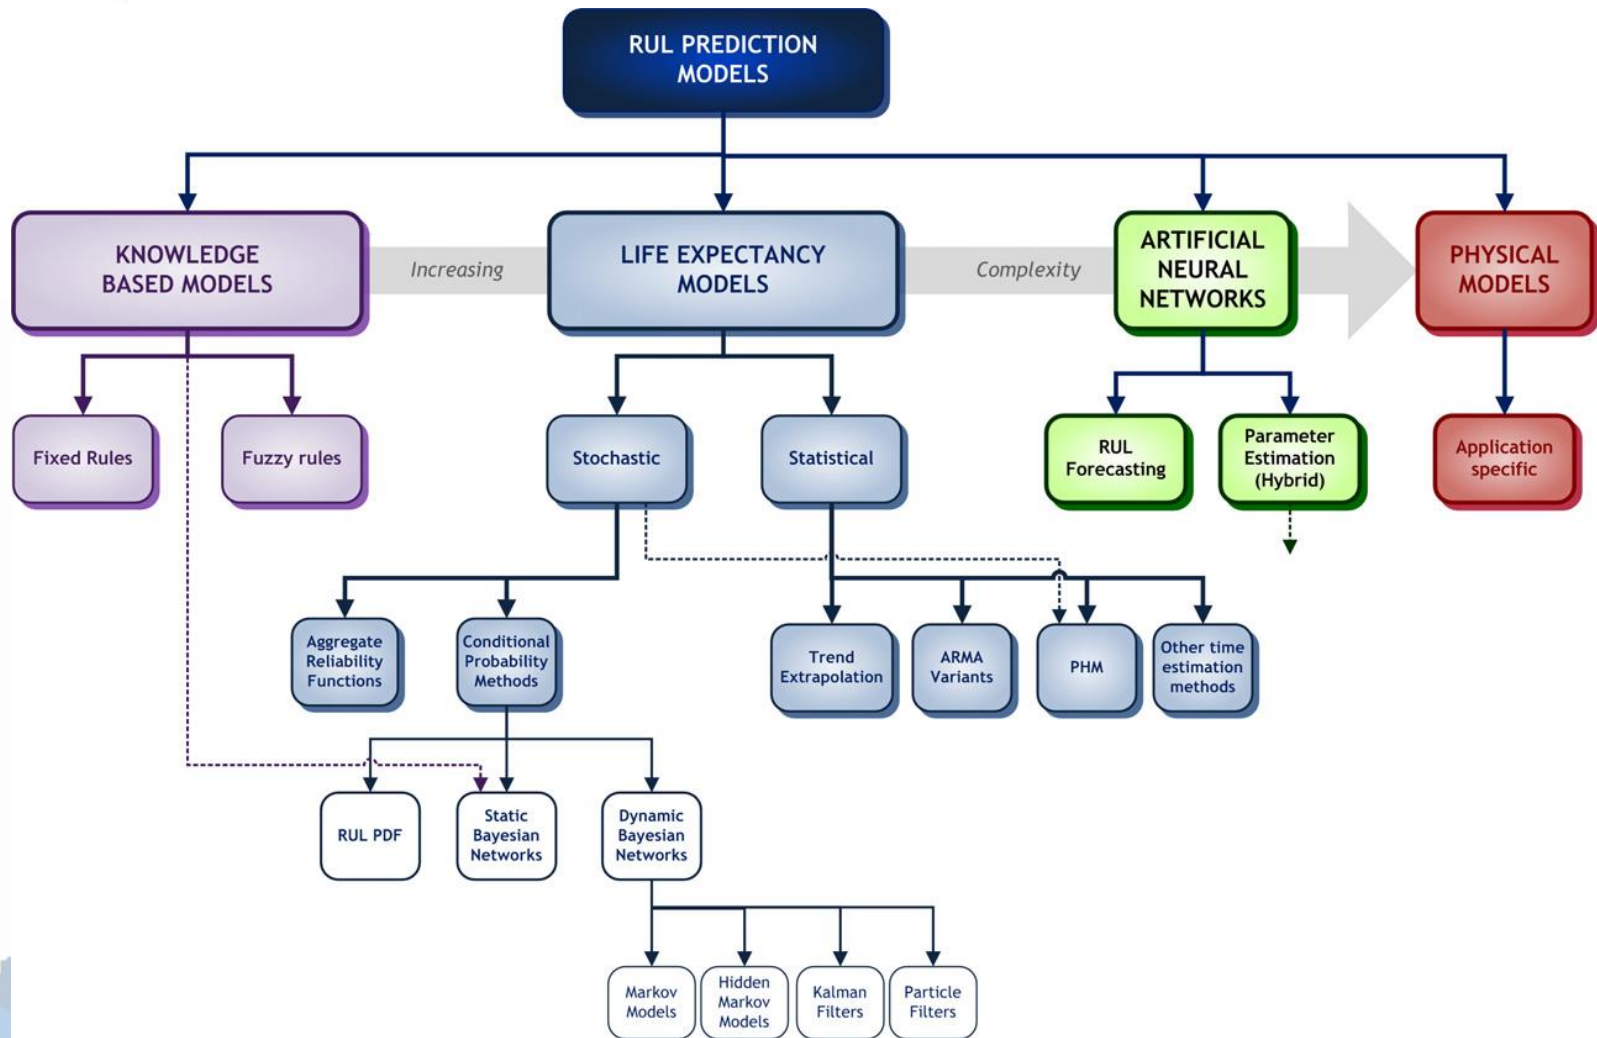 RUL PREDICTION
MODELS
KNOWLEDGE
BASED MODELS
Increasing
LIFE EXPECTANCY
MODELS
Complexity
ARTIFICIAL
NEURAL
NETWORKS
PHYSICAL
MODELS
Fixed Rules
Fuzzy rules
Stochastic
Statistical
RUL
Forecasting
Parameter
Estimation
(Hybrid)
Application
specific
Aggregate
Reliability
Functions
Conditional
Probability
Methods
Trend
Extrapolation
ARMA
Variants
PHM
Other time
estimation
methods
RUL PDF
Static
Bayesian
Networks
Dynamic
Bayesian
Networks
Markov
Models
Hidden
Markov
Models
Kalman
Filters
Particle
Filters